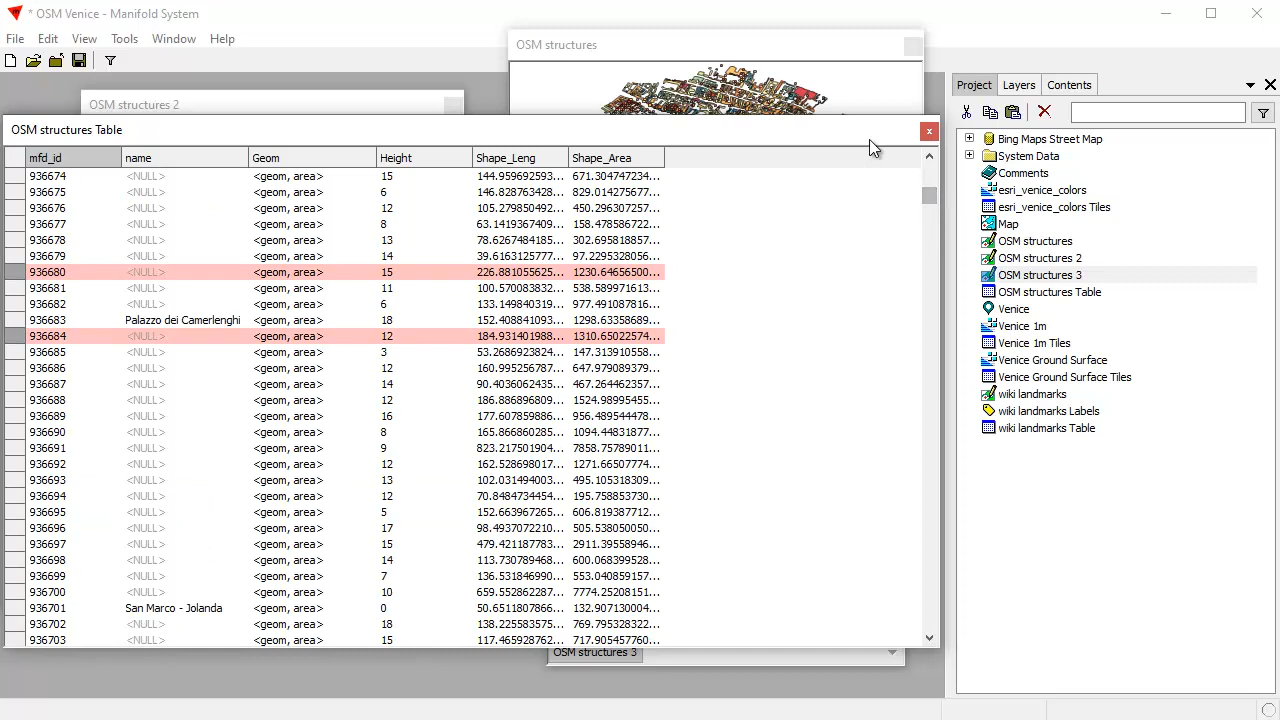 * OSM Venice - Manifold System
File Edit View Tools Window Help
OSM structures
OSM structures 2
OSM structures Table
mfd_id name Geom Height Shape_Leng Shape_Area
936674 <NULL> <geom, area> 15 144.959692593... 671.304747234...
936675 <NULL> <geom, area> 6 146.828763428... 829.014275677...
936676 <NULL> <geom, area> 12 105.279850492... 450.296307257...
936677 <NULL> <geom, area> 8 63.1419367409... 158.478586722...
936678 <NULL> <geom, area> 13 78.6267484185... 302.695818857...
936679 <NULL> <geom, area> 14 39.6163125777... 97.2295328056...
936680 <NULL> <geom, area> 15 226.881055625... 1230.64656500...
936681 <NULL> <geom, area> 11 100.570083832... 538.589971613...
936682 <NULL> <geom, area> 6 133.149840319... 977.491087816...
936683 Palazzo dei Camerlenghi <geom, area> 18 152.408841093... 1298.63358689...
936684 <NULL> <geom, area> 12 184.931401988... 1310.65022574...
936685 <NULL> <geom, area> 3 53.2686923824... 147.313910558...
936686 <NULL> <geom, area> 12 160.995256787... 647.979089379...
936687 <NULL> <geom, area> 14 90.4036062435... 467.264462357...
936688 <NULL> <geom, area> 12 186.886896809... 1524.98995455...
936689 <NULL> <geom, area> 16 177.607859886... 956.489544478...
936690 <NULL> <geom, area> 8 165.866860285... 1094.44831877...
936691 <NULL> <geom, area> 9 823.217501904... 7858.75789011...
936692 <NULL> <geom, area> 12 162.528698017... 1271.66507774...
936693 <NULL> <geom, area> 13 102.031494003... 495.105318309...
936694 <NULL> <geom, area> 12 70.8484734454... 195.758853730...
936695 <NULL> <geom, area> 5 152.663967265... 606.819387712...
936696 <NULL> <geom, area> 17 98.4937072210... 505.538050050...
936697 <NULL> <geom, area> 15 479.421187783... 2911.39558946...
936698 <NULL> <geom, area> 14 113.730789468... 600.068399528...
936699 <NULL> <geom, area> 7 136.531846990... 553.040859157...
936700 <NULL> <geom, area> 10 659.552862287... 7774.25208151...
936701 San Marco - Jolanda <geom, area> 0 50.6511807866... 132.907130004...
936702 <NULL> <geom, area> 18 138.225583575... 769.795328322...
936703 <NULL> <geom, area> 15 117.465928762... 717.905457760...
OSM structures 3
Project Layers Contents
Bing Maps Street Map
System Data
Comments
esri_venice_colors
esri_venice_colors Tiles
Map
OSM structures
OSM structures 2
OSM structures 3
OSM structures Table
Venice
Venice 1m
Venice 1m Tiles
Venice Ground Surface
Venice Ground Surface Tiles
wiki landmarks
wiki landmarks Labels
wiki landmarks Table